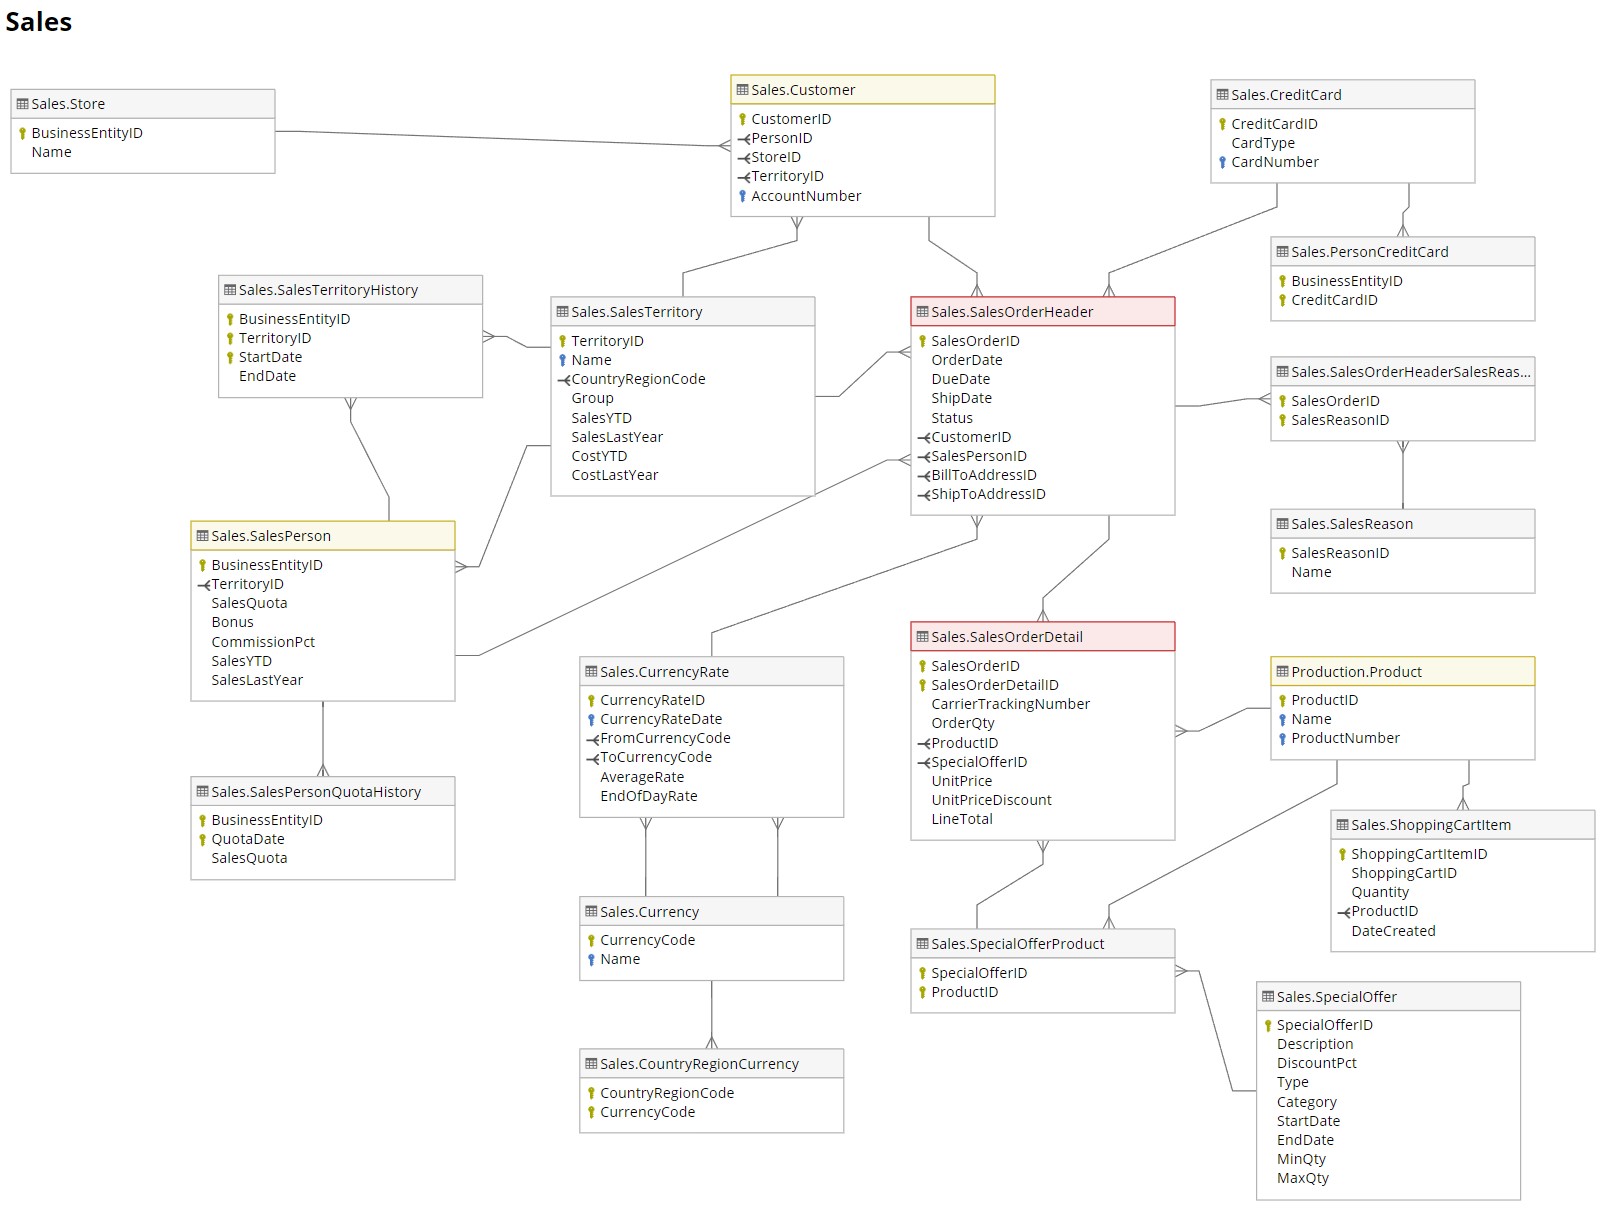 Sales
Sales.Store
BusinessEntityID
Name
Sales.Customer
CustomerID
PersonID
StoreID
TerritoryID
AccountNumber
Sales.CreditCard
CreditCardID
CardType
CardNumber
Sales.PersonCreditCard
BusinessEntityID
CreditCardID
Sales.SalesTerritoryHistory
BusinessEntityID
TerritoryID
StartDate
EndDate
Sales.SalesTerritory
TerritoryID
Name
CountryRegionCode
Group
SalesYTD
SalesLastYear
CostYTD
CostLastYear
Sales.SalesOrderHeader
SalesOrderID
OrderDate
DueDate
ShipDate
Status
CustomerID
SalesPersonID
BillToAddressID
ShipToAddressID
Sales.SalesOrderHeaderSalesReas...
SalesOrderID
SalesReasonID
Sales.SalesReason
SalesReasonID
Name
Sales.SalesPerson
BusinessEntityID
TerritoryID
SalesQuota
Bonus
CommissionPct
SalesYTD
SalesLastYear
Sales.CurrencyRate
CurrencyRateID
CurrencyRateDate
FromCurrencyCode
ToCurrencyCode
AverageRate
EndOfDayRate
Sales.SalesOrderDetail
SalesOrderID
SalesOrderDetailID
CarrierTrackingNumber
OrderQty
ProductID
SpecialOfferID
UnitPrice
UnitPriceDiscount
LineTotal
Production.Product
ProductID
Name
ProductNumber
Sales.SalesPersonQuotaHistory
BusinessEntityID
QuotaDate
SalesQuota
Sales.ShoppingCartItem
ShoppingCartItemID
ShoppingCartID
Quantity
ProductID
DateCreated
Sales.Currency
CurrencyCode
Name
Sales.SpecialOfferProduct
SpecialOfferID
ProductID
Sales.SpecialOffer
SpecialOfferID
Description
DiscountPct
Type
Category
StartDate
EndDate
MinQty
MaxQty
Sales.CountryRegionCurrency
CountryRegionCode
CurrencyCode